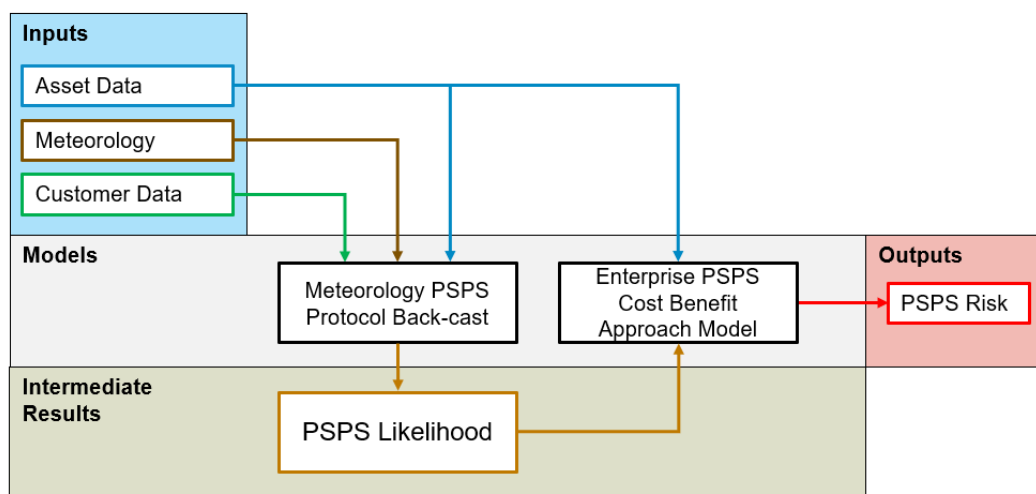 Inputs
Asset Data
Meteorology
Customer Data
Models
Meteorology PSPS
Protocol Back-cast
Enterprise PSPS
Cost Benefit
Approach Model
Outputs
PSPS Risk
Intermediate
Results
PSPS Likelihood